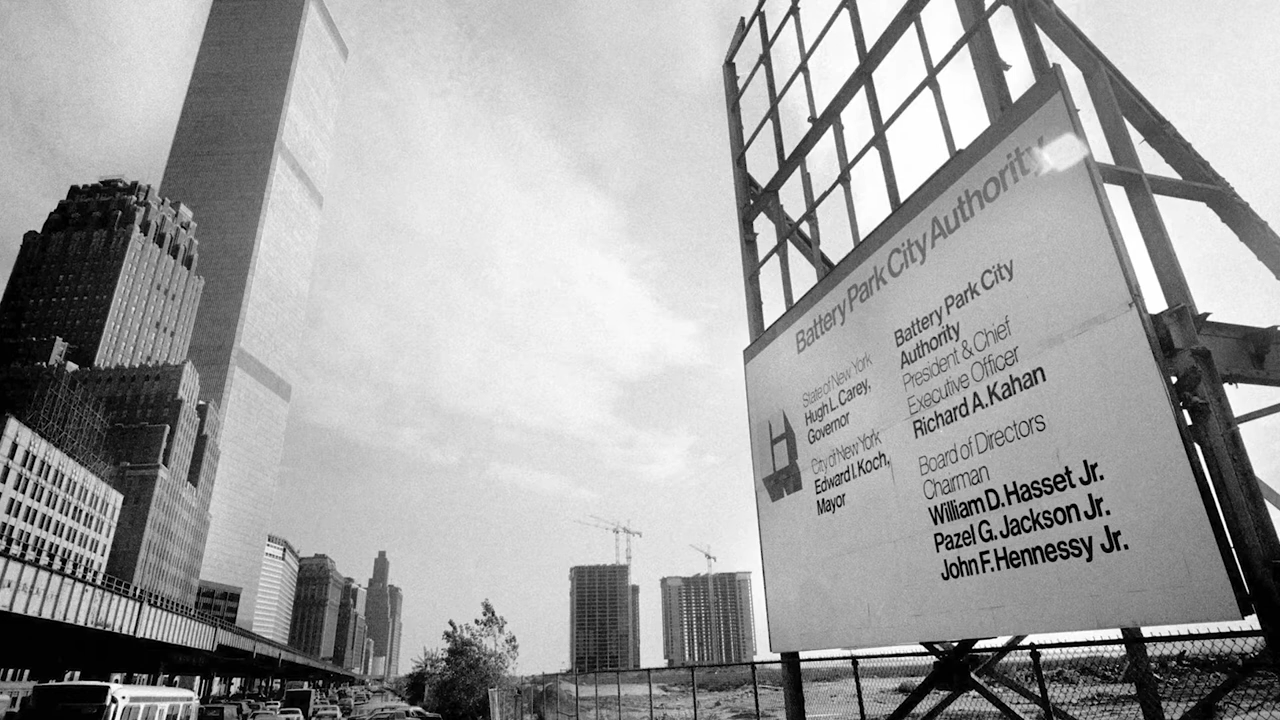 Battery Park City Authority
State of New York
Hugh L. Carey,
Governor
City of New York
Edward I. Koch,
Mayor
Battery Park City
Authority
President & Chief
Executive Officer
Richard A. Kahan
Board of Directors
Chairman
William D. Hasset Jr.
Pazel G. Jackson Jr.
John F. Hennessy Jr.